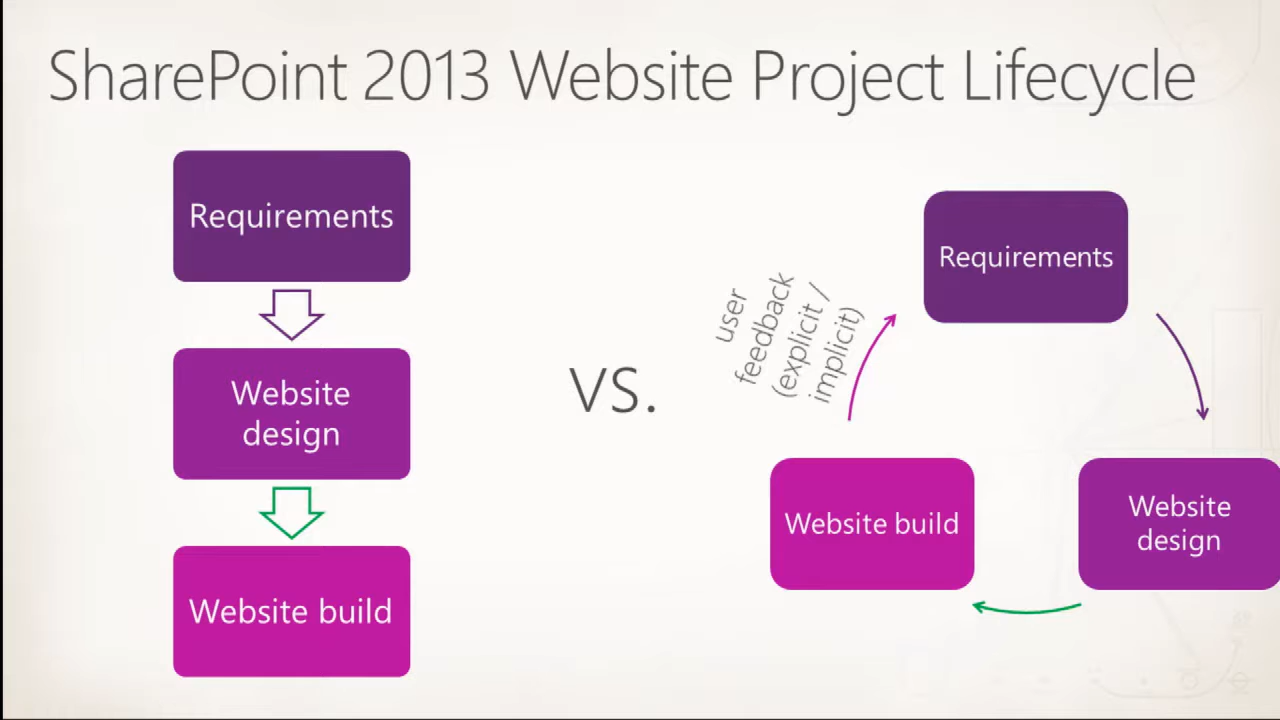 SharePoint 2013 Website Project Lifecycle
Requirements
Website
design
Website build
vs.
user
feedback
(explicit /
implicit)
Requirements
Website
design
Website build